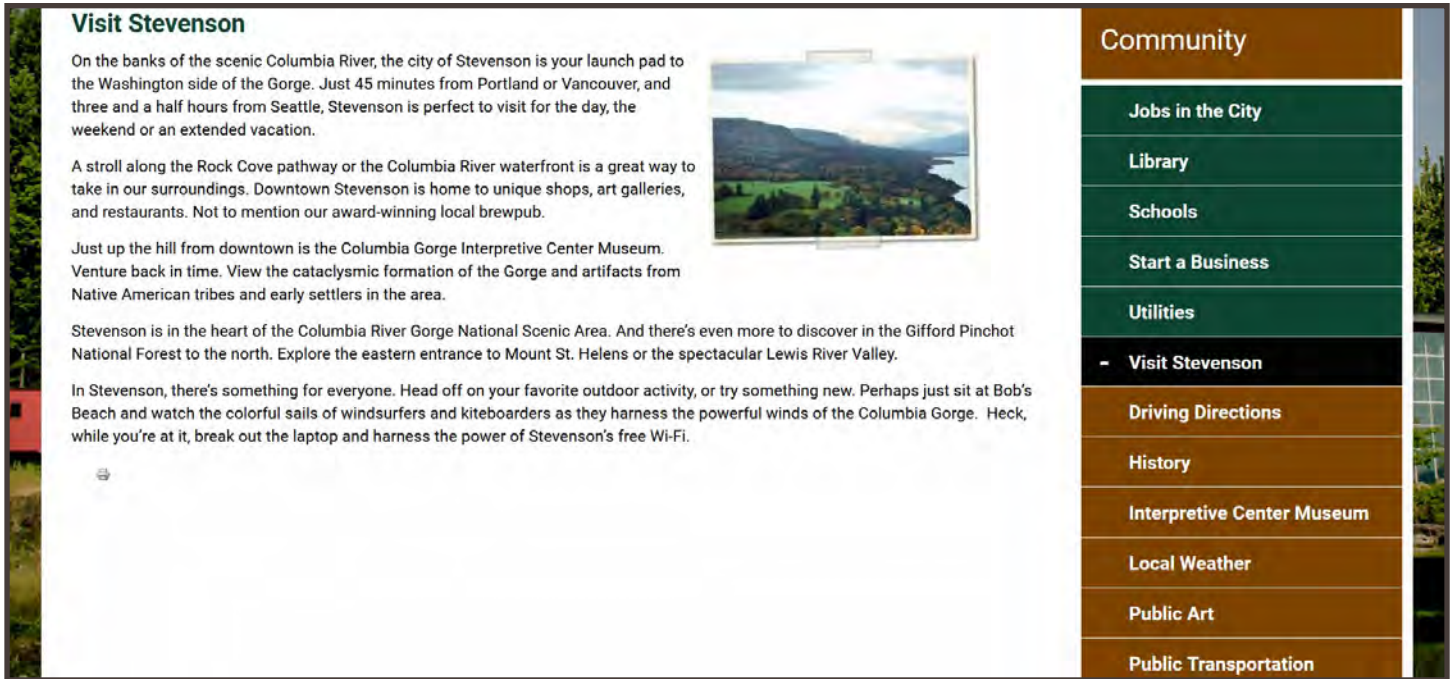 Visit Stevenson
On the banks of the scenic Columbia River, the city of Stevenson is your launch pad to
the Washington side of the Gorge. Just 45 minutes from Portland or Vancouver, and
three and a half hours from Seattle, Stevenson is perfect to visit for the day, the
weekend or an extended vacation.
A stroll along the Rock Cove pathway or the Columbia River waterfront is a great way to
take in our surroundings. Downtown Stevenson is home to unique shops, art galleries,
and restaurants. Not to mention our award-winning local brewpub.
Just up the hill from downtown is the Columbia Gorge Interpretive Center Museum.
Venture back in time. View the cataclysmic formation of the Gorge and artifacts from
Native American tribes and early settlers in the area.
Stevenson is in the heart of the Columbia River Gorge National Scenic Area. And there's even more to discover in the Gifford Pinchot
National Forest to the north. Explore the eastern entrance to Mount St. Helens or the spectacular Lewis River Valley.
In Stevenson, there's something for everyone. Head off on your favorite outdoor activity, or try something new. Perhaps just sit at Bob's
Beach and watch the colorful sails of windsurfers and kiteboarders as they harness the powerful winds of the Columbia Gorge. Heck,
while you're at it, break out the laptop and harness the power of Stevenson's free Wi-Fi.
Community
Jobs in the City
Library
Schools
Start a Business
Utilities
- Visit Stevenson
Driving Directions
History
Interpretive Center Museum
Local Weather
Public Art
Public Transportation